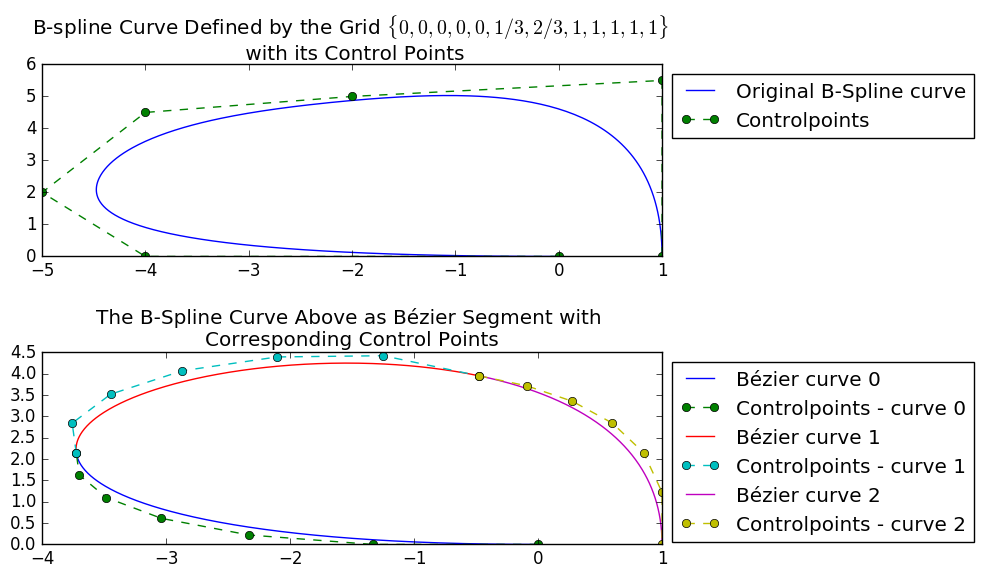 B-spline Curve Defined by the Grid {0, 0, 0, 0, 0, 1/3, 2/3, 1, 1, 1, 1, 1}
with its Control Points
6
5
4
3
2
1
0
−5 −4 −3 −2 −1 0 1
Original B-Spline curve
Controlpoints
The B-Spline Curve Above as Bézier Segment with
Corresponding Control Points
4.5
4.0
3.5
3.0
2.5
2.0
1.5
1.0
0.5
0.0
−4 −3 −2 −1 0 1
Bézier curve 0
Controlpoints - curve 0
Bézier curve 1
Controlpoints - curve 1
Bézier curve 2
Controlpoints - curve 2